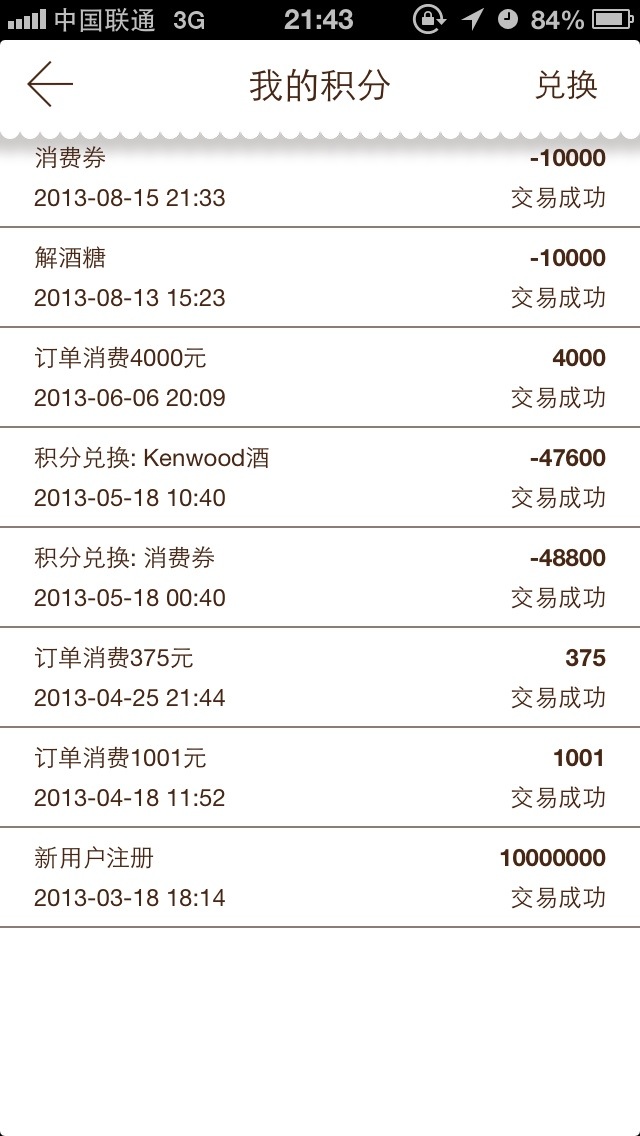 中国联通 3G 21:43 84%
我的积分 兑换
消费券 -10000
2013-08-15 21:33 交易成功
解酒糖 -10000
2013-08-13 15:23 交易成功
订单消费4000元 4000
2013-06-06 20:09 交易成功
积分兑换: Kenwood酒 -47600
2013-05-18 10:40 交易成功
积分兑换: 消费券 -48800
2013-05-18 00:40 交易成功
订单消费375元 375
2013-04-25 21:44 交易成功
订单消费1001元 1001
2013-04-18 11:52 交易成功
新用户注册 10000000
2013-03-18 18:14 交易成功